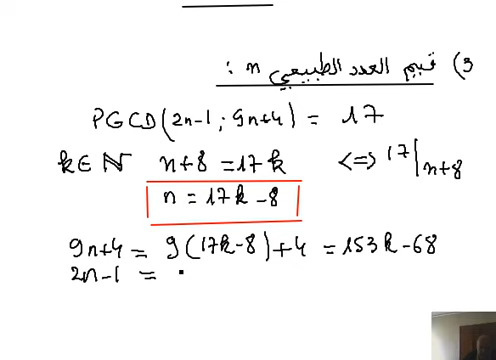 3) قيم العدد الطبيعي n :
PGCD(2n-1 ; 9n+4) = 17
k∈ℕ n+8 = 17k <=> 17|n+8
n = 17k - 8
9n+4 = 9(17k-8)+4 = 153k-68
2n-1 =